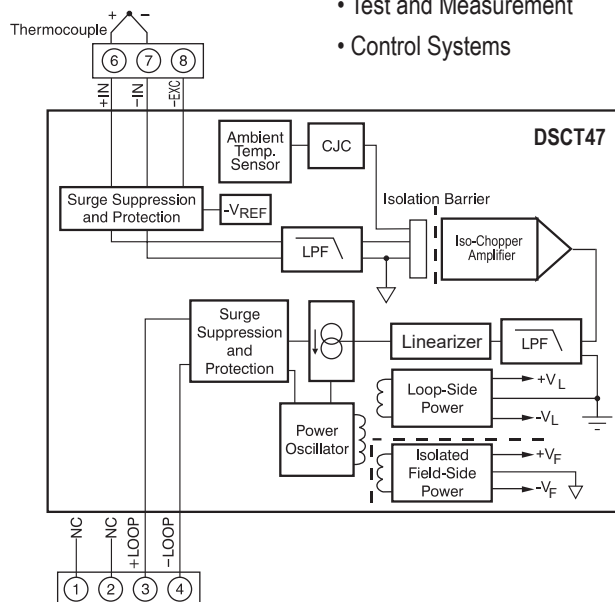 • Test and Measurement
• Control Systems
+ −
Thermocouple
6 7 8
+IN
−IN
−EXC
DSCT47
Ambient
Temp.
Sensor
CJC
Isolation Barrier
Surge Suppression
and Protection
-VREF
LPF
Iso-Chopper
Amplifier
Surge
Suppression
and
Protection
Linearizer
LPF
Loop-Side
Power
+VL
-VL
Power
Oscillator
Isolated
Field-Side
Power
+VF
-VF
NC
NC
+LOOP
−LOOP
1 2 3 4